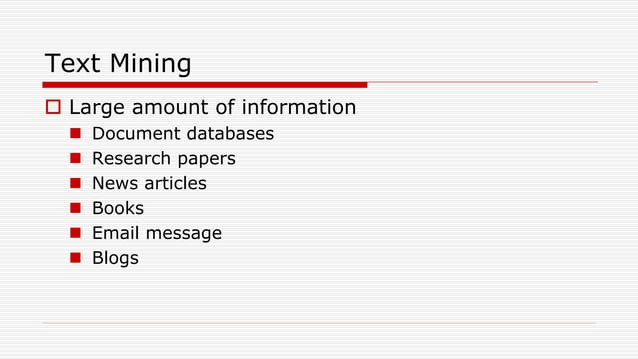 Text Mining
Large amount of information
Document databases
Research papers
News articles
Books
Email message
Blogs